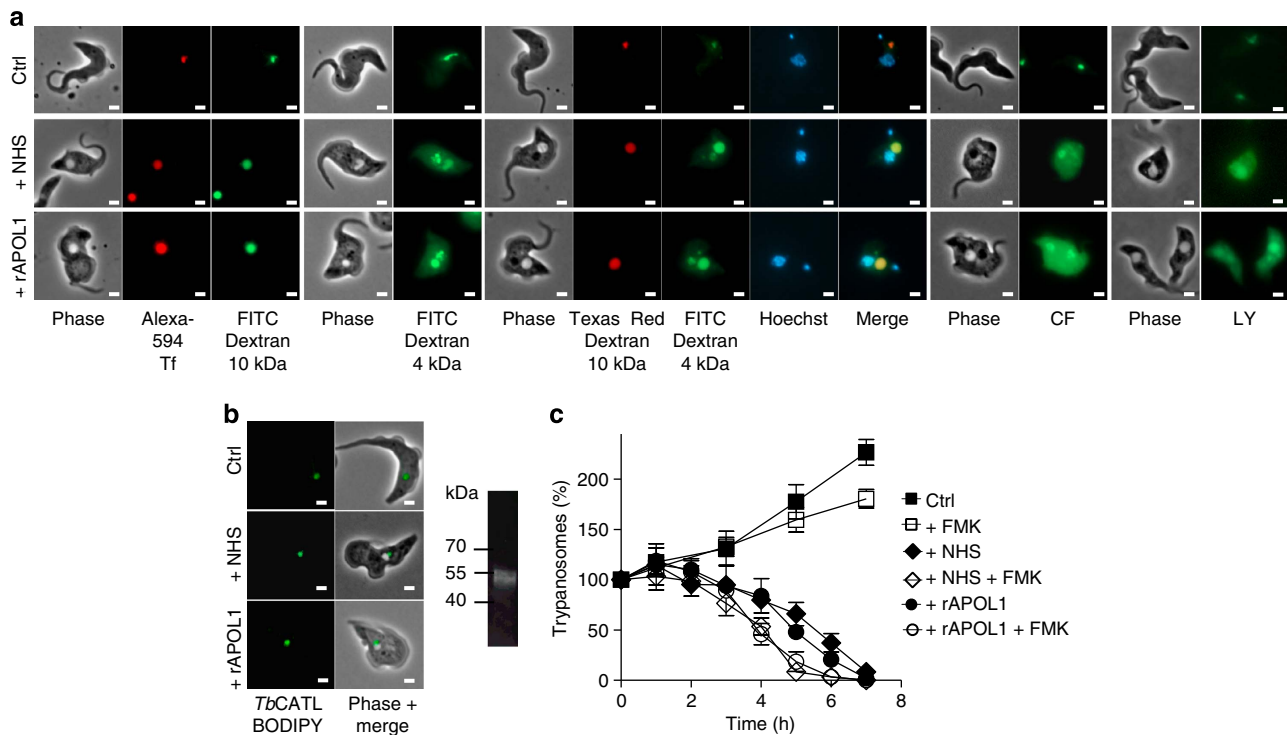 a
Ctrl
+ NHS
+ rAPOL1
Phase
Alexa-
594
Tf
FITC
Dextran
10 kDa
Phase
FITC
Dextran
4 kDa
Phase
Texas Red
Dextran
10 kDa
FITC
Dextran
4 kDa
Hoechst
Merge
Phase
CF
Phase
LY
b
Ctrl
+ NHS
+ rAPOL1
TbCATL
BODIPY
Phase +
merge
kDa
70
55
40
c
Trypanosomes (%)
200
150
100
50
0
0 2 4 6 8
Time (h)
Ctrl
+ FMK
+ NHS
+ NHS + FMK
+ rAPOL1
+ rAPOL1 + FMK